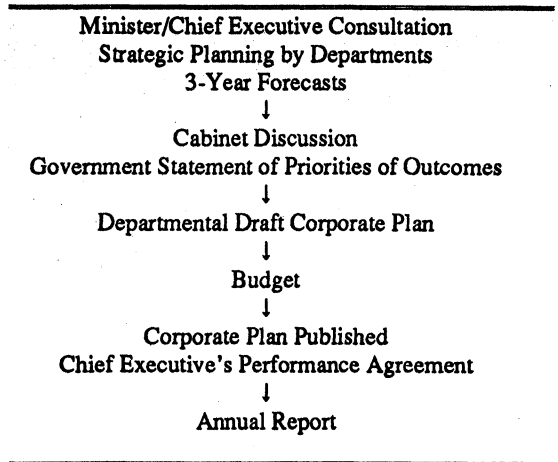 Minister/Chief Executive Consultation
Strategic Planning by Departments
3-Year Forecasts
↓
Cabinet Discussion
Government Statement of Priorities of Outcomes
↓
Departmental Draft Corporate Plan
↓
Budget
↓
Corporate Plan Published
Chief Executive's Performance Agreement
↓
Annual Report